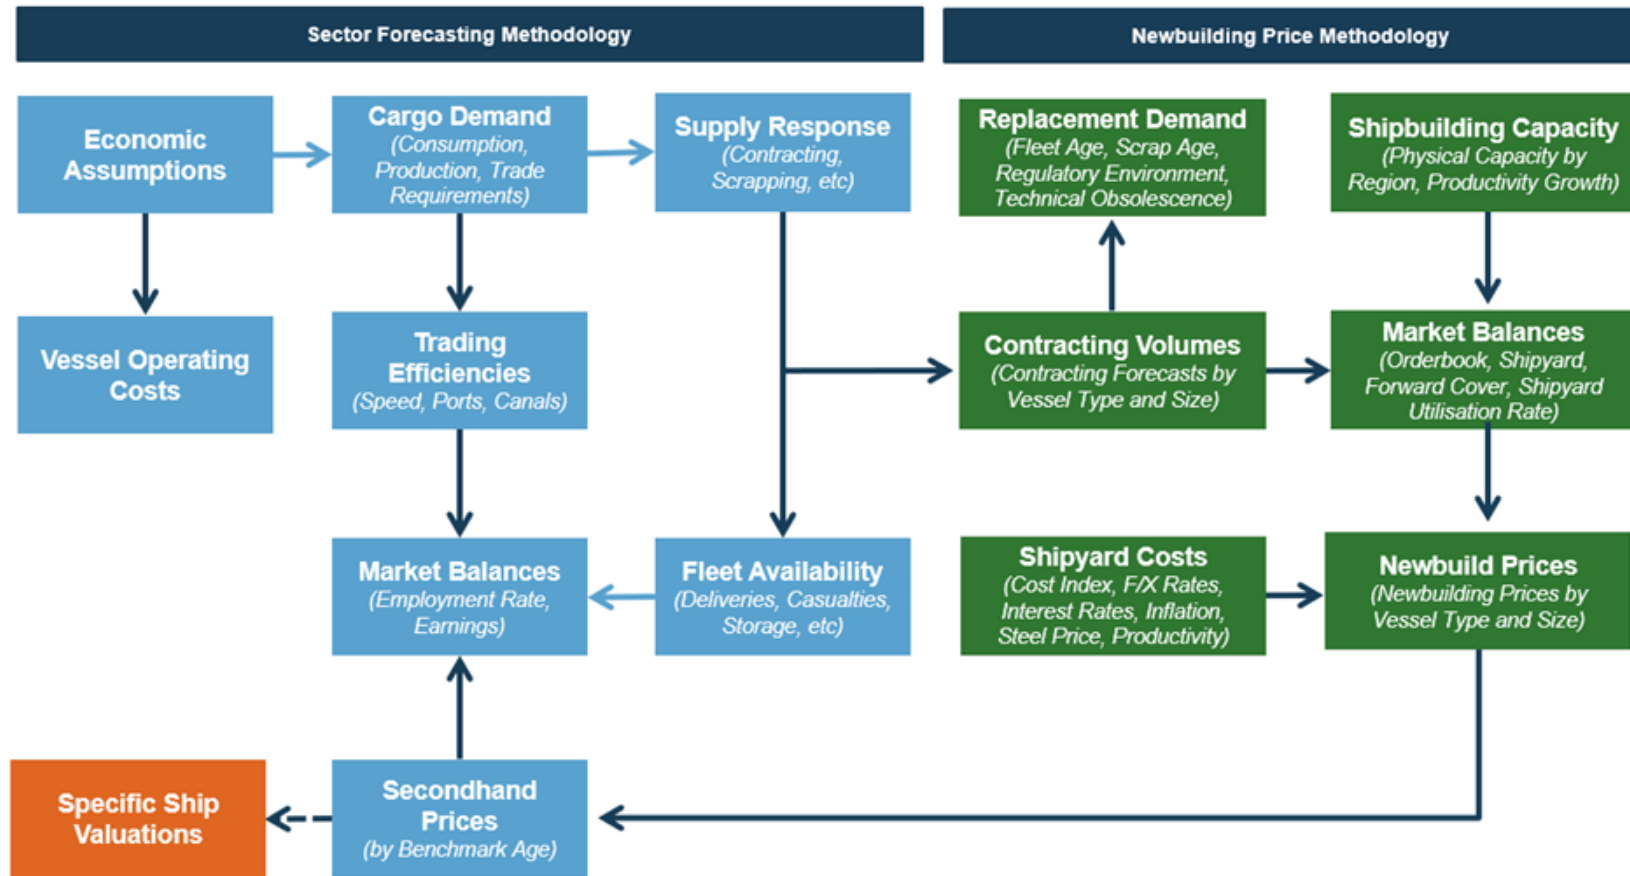 Sector Forecasting Methodology
Newbuilding Price Methodology
Economic
Assumptions
Cargo Demand
(Consumption,
Production, Trade
Requirements)
Supply Response
(Contracting,
Scrapping, etc)
Replacement Demand
(Fleet Age, Scrap Age,
Regulatory Environment,
Technical Obsolescence)
Shipbuilding Capacity
(Physical Capacity by
Region, Productivity Growth)
Vessel Operating
Costs
Trading
Efficiencies
(Speed, Ports, Canals)
Contracting Volumes
(Contracting Forecasts by
Vessel Type and Size)
Market Balances
(Orderbook, Shipyard,
Forward Cover, Shipyard
Utilisation Rate)
Market Balances
(Employment Rate,
Earnings)
Fleet Availability
(Deliveries, Casualties,
Storage, etc)
Shipyard Costs
(Cost Index, F/X Rates,
Interest Rates, Inflation,
Steel Price, Productivity)
Newbuild Prices
(Newbuilding Prices by
Vessel Type and Size)
Specific Ship
Valuations
Secondhand
Prices
(by Benchmark Age)